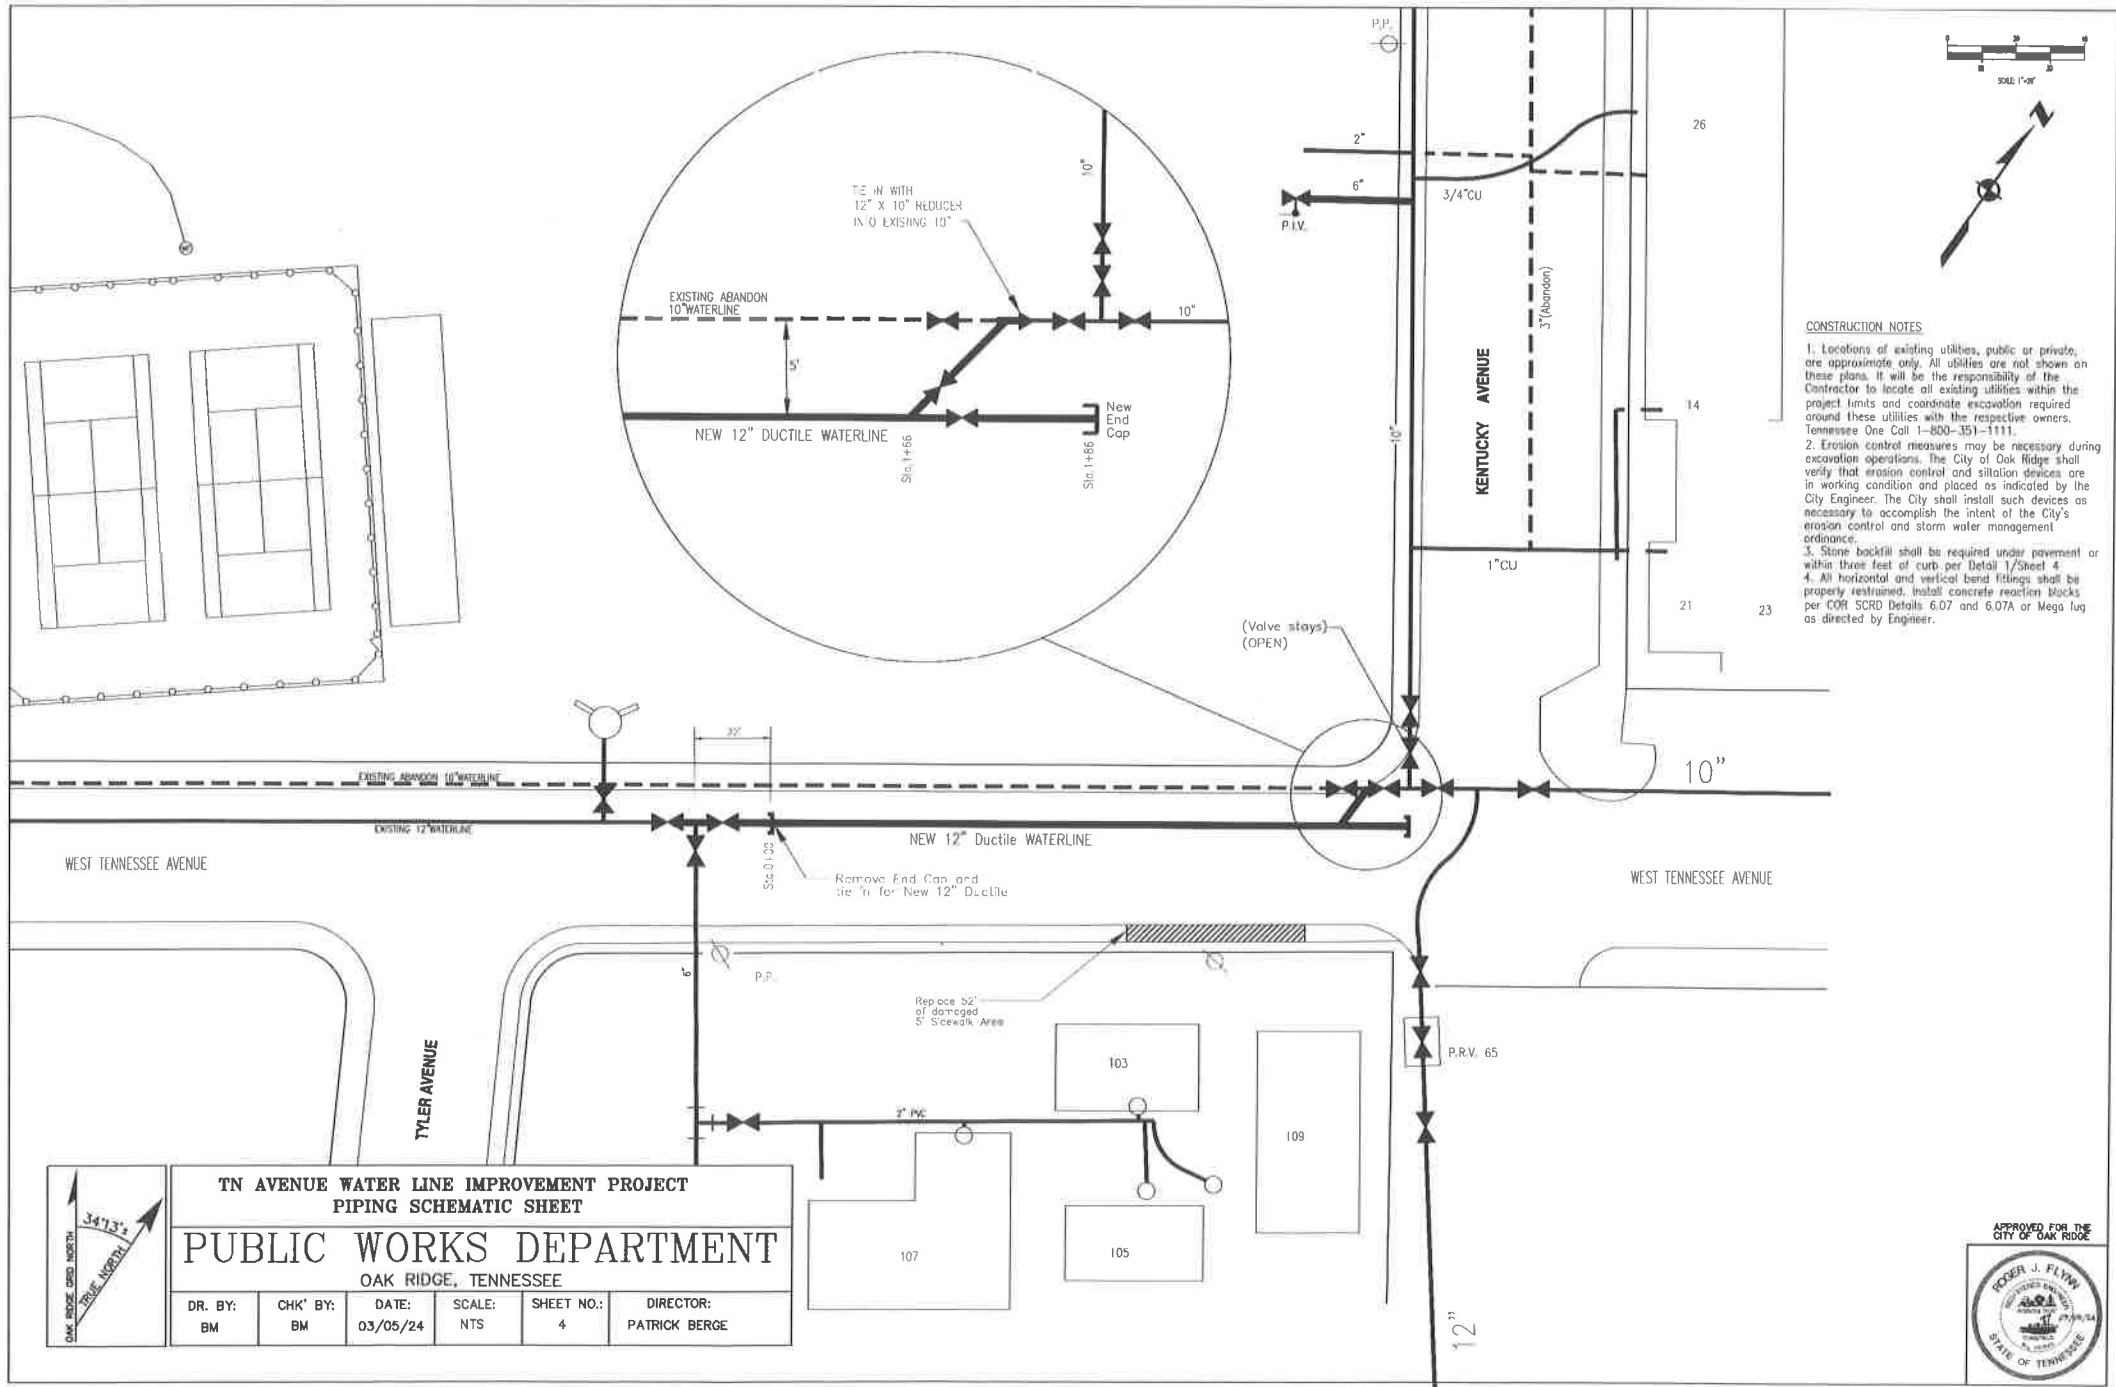 P.P.
SCALE: 1"=20'
26
2"
6"
3/4"CU
P.I.V.
10"
TIE IN WITH
12" X 10" REDUCER
INTO EXISTING 10"
EXISTING ABANDON
10"WATERLINE
10"
5'
NEW 12" DUCTILE WATERLINE
New
End
Cap
Sta.1+66
Sta.1+86
3"(Abandon)
KENTUCKY AVENUE
10"
14
1"CU
21
23
CONSTRUCTION NOTES
1. Locations of existing utilities, public or private,
are approximate only. All utilities are not shown on
these plans. It will be the responsibility of the
Contractor to locate all existing utilities within the
project limits and coordinate excavation required
around these utilities with the respective owners.
Tennessee One Call 1-800-351-1111.
2. Erosion control measures may be necessary during
excavation operations. The City of Oak Ridge shall
verify that erosion control and siltation devices are
in working condition and placed as indicated by the
City Engineer. The City shall install such devices as
necessary to accomplish the intent of the City's
erosion control and storm water management
ordinance.
3. Stone backfill shall be required under pavement or
within three feet of curb per Detail 1/Sheet 4
4. All horizontal and vertical bend fittings shall be
properly restrained. Install concrete reaction blocks
per COR SCRD Details 6.07 and 6.07A or Mega lug
as directed by Engineer.
(Valve stays)
(OPEN)
32'
EXISTING ABANDON 10"WATERLINE
10"
EXISTING 12"WATERLINE
NEW 12" Ductile WATERLINE
WEST TENNESSEE AVENUE
Sta.0+00
Remove End Cap and
tie in for New 12" Ductile
WEST TENNESSEE AVENUE
6"
P.P.
Replace 52'
of damaged
5' Sidewalk Area
TYLER AVENUE
103
P.R.V. 65
2" PVC
109
107
105
12"
OAK RIDGE GRID NORTH
34°13'±
TRUE NORTH
TN AVENUE WATER LINE IMPROVEMENT PROJECT
PIPING SCHEMATIC SHEET
PUBLIC WORKS DEPARTMENT
OAK RIDGE, TENNESSEE
DR. BY:
BM
CHK' BY:
BM
DATE:
03/05/24
SCALE:
NTS
SHEET NO.:
4
DIRECTOR:
PATRICK BERGE
APPROVED FOR THE
CITY OF OAK RIDGE
ROGER J. FLYNN
STATE OF TENNESSEE